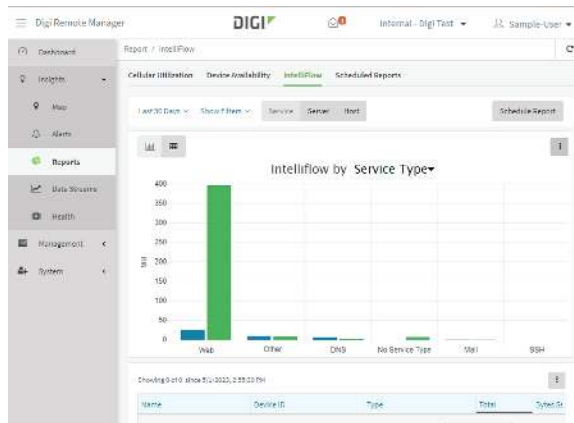 Digi Remote Manager
DIGI
Internal - Digi Test
Sample-User
Dashboard
Report / Intelliflow
Insights
Cellular Utilization Device Availability Intelliflow Scheduled Reports
Map
Last 30 Days Show Filters Service Server Host Schedule Report
Alerts
Reports
Intelliflow by Service Type
Data Streams
Health
Management
System
400
350
300
250
200
150
100
50
0
Web Other DNS No Service Type Mail SSH
Name Device ID Type Total